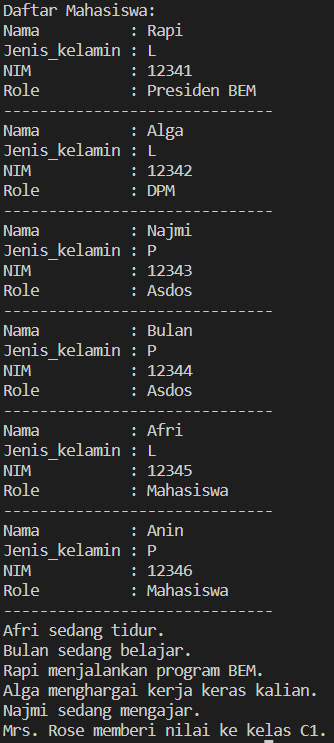 Daftar Mahasiswa:
Nama          : Rapi
Jenis_kelamin : L
NIM           : 12341
Role          : Presiden BEM
------------------------------
Nama          : Alga
Jenis_kelamin : L
NIM           : 12342
Role          : DPM
------------------------------
Nama          : Najmi
Jenis_kelamin : P
NIM           : 12343
Role          : Asdos
------------------------------
Nama          : Bulan
Jenis_kelamin : P
NIM           : 12344
Role          : Asdos
------------------------------
Nama          : Afri
Jenis_kelamin : L
NIM           : 12345
Role          : Mahasiswa
------------------------------
Nama          : Anin
Jenis_kelamin : P
NIM           : 12346
Role          : Mahasiswa
------------------------------
Afri sedang tidur.
Bulan sedang belajar.
Rapi menjalankan program BEM.
Alga menghargai kerja keras kalian.
Najmi sedang mengajar.
Mrs. Rose memberi nilai ke kelas C1.